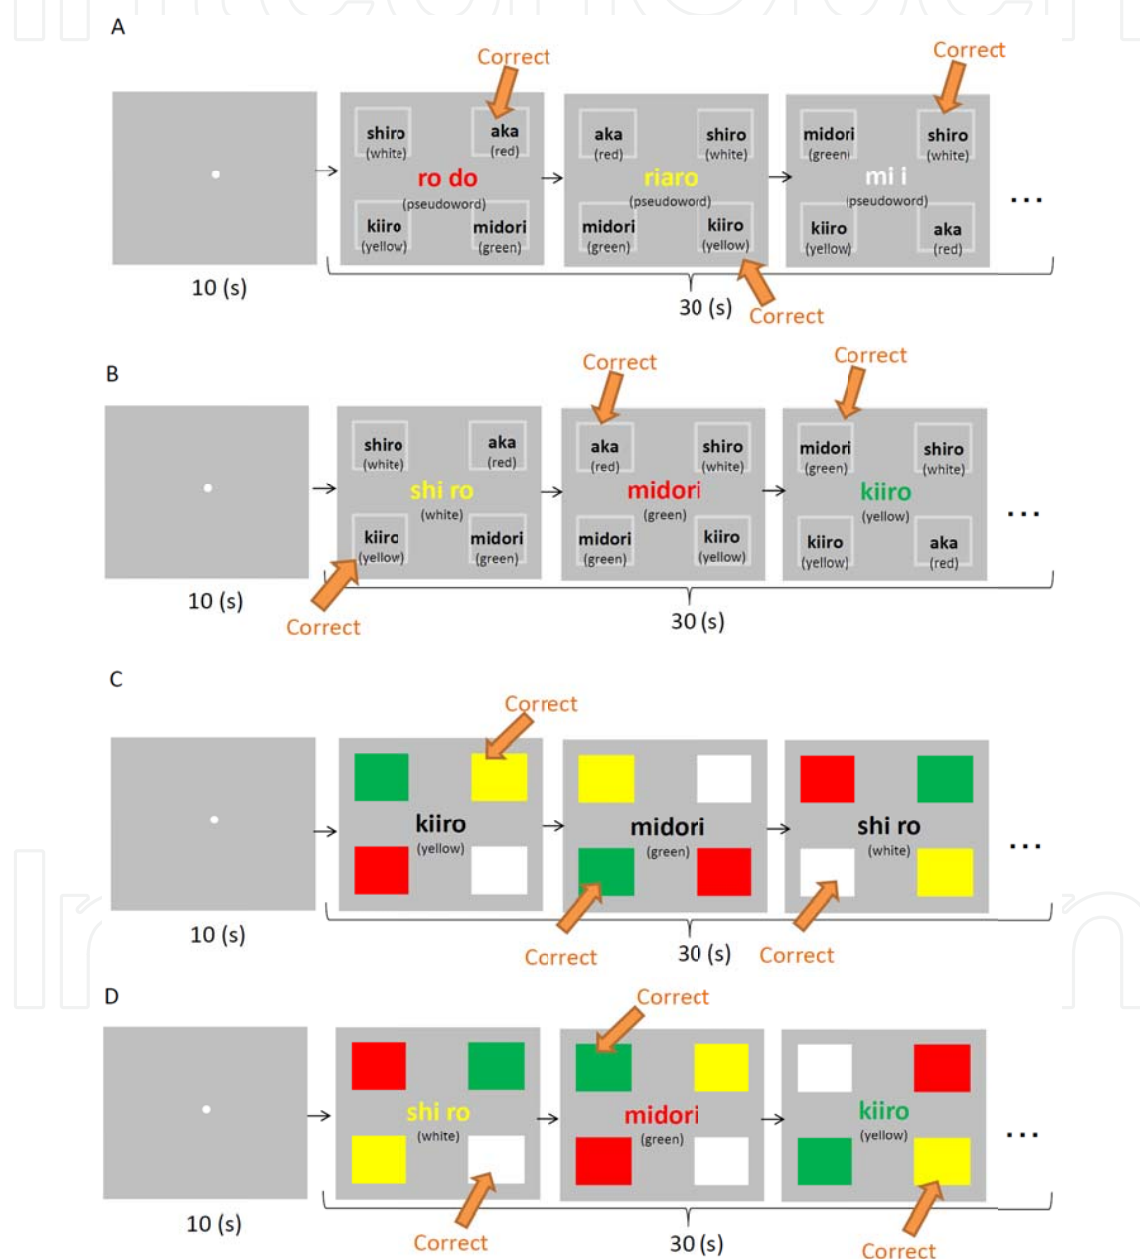 A
Correct
Correct
shiro
(white)
aka
(red)
ro do
(pseudoword)
kiiro
(yellow)
midori
(green)
aka
(red)
shiro
(white)
riaro
(pseudoword)
midori
(green)
kiiro
(yellow)
midori
(green)
shiro
(white)
mi i
(pseudoword)
kiiro
(yellow)
aka
(red)
...
10 (s)
30 (s)
Correct
B
Correct
Correct
shiro
(white)
aka
(red)
shi ro
(white)
kiiro
(yellow)
midori
(green)
aka
(red)
shiro
(white)
midori
(green)
midori
(green)
kiiro
(yellow)
midori
(green)
shiro
(white)
kiiro
(yellow)
kiiro
(yellow)
aka
(red)
...
10 (s)
30 (s)
Correct
C
Correct
kiiro
(yellow)
midori
(green)
shi ro
(white)
...
10 (s)
30 (s)
Correct
Correct
D
Correct
shi ro
(white)
midori
(green)
kiiro
(yellow)
...
10 (s)
30 (s)
Correct
Correct